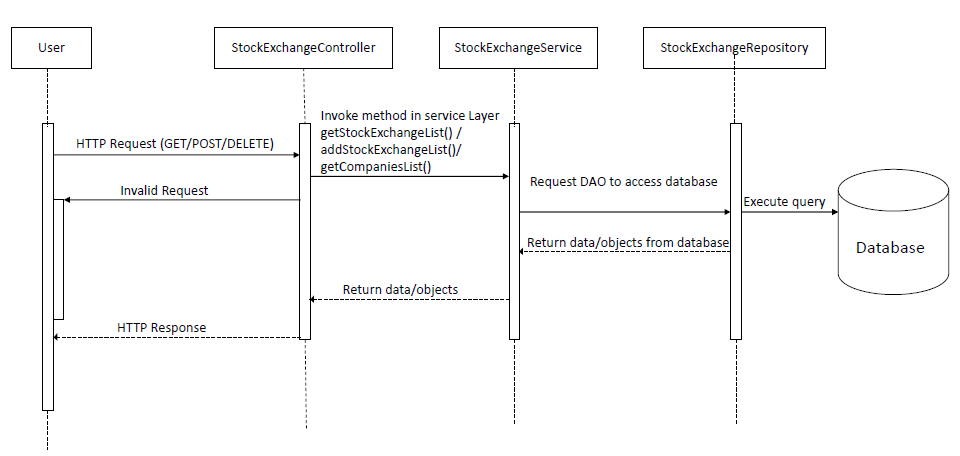 User
StockExchangeController
StockExchangeService
StockExchangeRepository
HTTP Request (GET/POST/DELETE)
Invoke method in service Layer
getStockExchangeList() /
addStockExchangeList()/
getCompaniesList()
Invalid Request
Request DAO to access database
Execute query
Return data/objects from database
Database
Return data/objects
HTTP Response